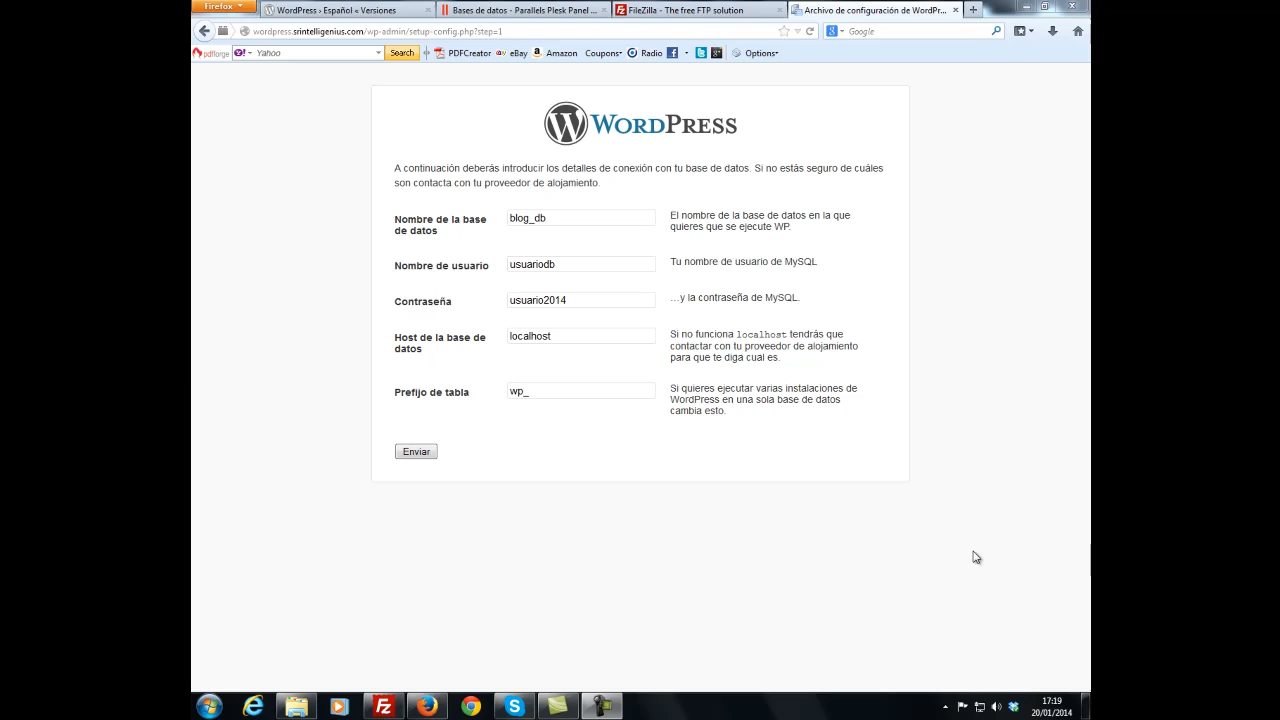 Firefox
WordPress › Español « Versiones
Bases de datos - Parallels Plesk Panel ...
FileZilla - The free FTP solution
Archivo de configuración de WordPr...
wordpress.srintelligenius.com/wp-admin/setup-config.php?step=1
Google
pdfforge
Yahoo
Search
PDFCreator
eBay
Amazon
Coupons
Radio
Options
WORDPRESS
A continuación deberás introducir los detalles de conexión con tu base de datos. Si no estás seguro de cuáles
son contacta con tu proveedor de alojamiento.
Nombre de la base
de datos
blog_db
El nombre de la base de datos en la que
quieres que se ejecute WP.
Nombre de usuario
usuariodb
Tu nombre de usuario de MySQL
Contraseña
usuario2014
…y la contraseña de MySQL.
Host de la base de
datos
localhost
Si no funciona localhost tendrás que
contactar con tu proveedor de alojamiento
para que te diga cual es.
Prefijo de tabla
wp_
Si quieres ejecutar varias instalaciones de
WordPress en una sola base de datos
cambia esto.
Enviar
17:19
20/01/2014